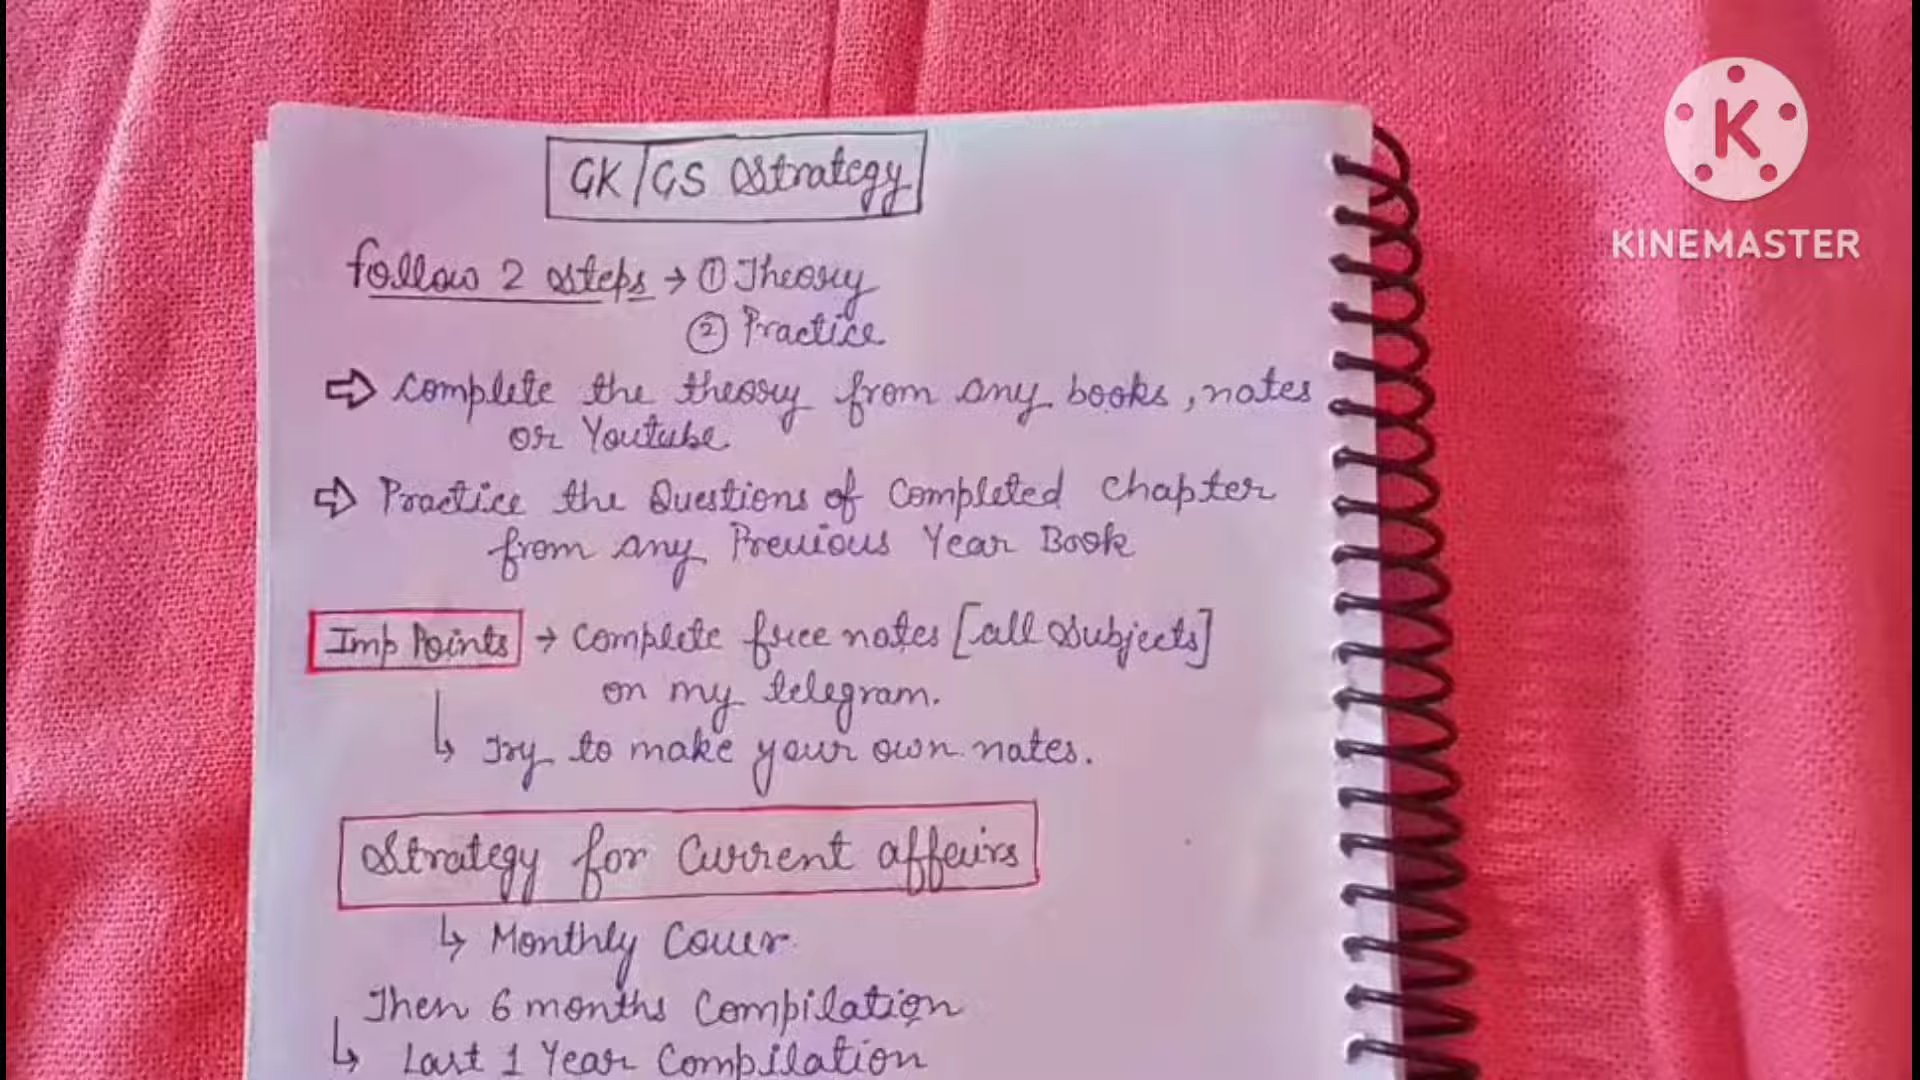 GK/GS Strategy
K
KINEMASTER
follow 2 steps → ① Theory
② Practice
⇨ Complete the theory from any books, notes
or Youtube.
⇨ Practice the Questions of Completed Chapter
from any Previous Year Book
Imp Points → Complete free notes [all Subjects]
on my telegram.
↳ Try to make your own notes.
Strategy for Current affeirs
↳ Monthly Cover.
Then 6 months Compilation
↳ Last 1 Year Compilation